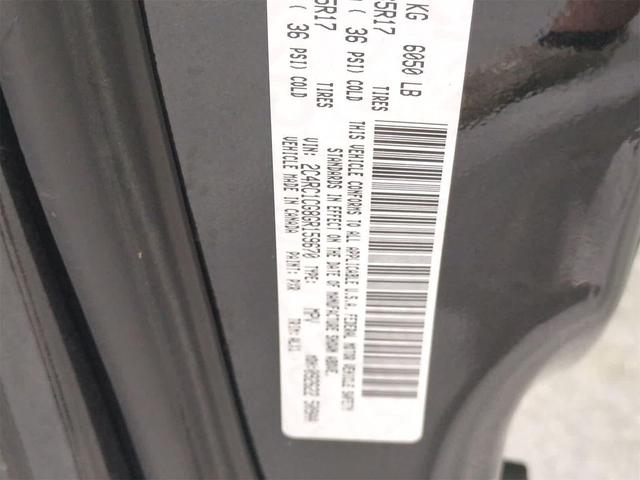 KG 6050 LB
5R17 TIRES
( 36 PSI) COLD
5R17 TIRES
( 36 PSI) COLD
THIS VEHICLE CONFORMS TO ALL APPLICABLE U.S.A. FEDERAL MOTOR VEHICLE SAFETY
STANDARDS IN EFFECT ON THE DATE OF MANUFACTURE SHOWN ABOVE.
VIN: 2C4RC1CG8GR159670 TYPE: MPV
VEHICLE MADE IN CANADA PAINT: TRIM: